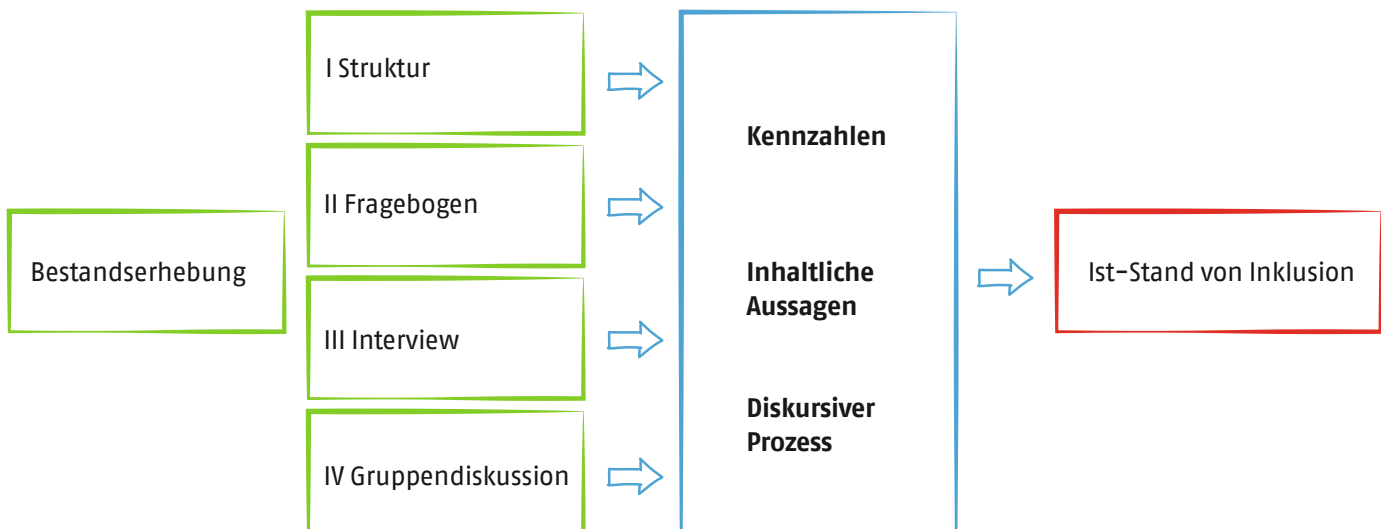 Bestandserhebung
I Struktur
II Fragebogen
III Interview
IV Gruppendiskussion
Kennzahlen
Inhaltliche
Aussagen
Diskursiver
Prozess
Ist-Stand von Inklusion